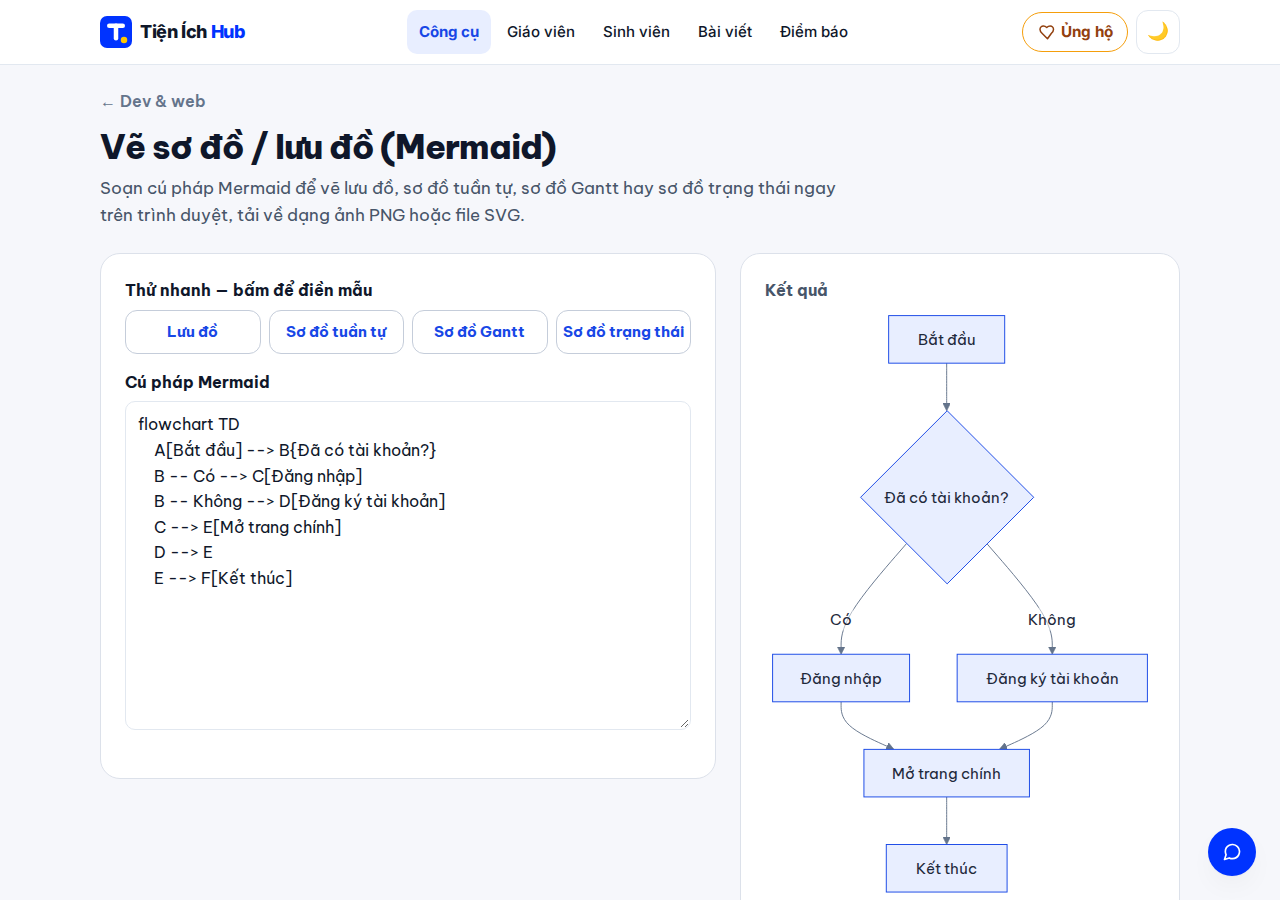 Tiện Ích Hub
Công cụ
Giáo viên
Sinh viên
Bài viết
Điểm báo
Ủng hộ
← Dev & web
Vẽ sơ đồ / lưu đồ (Mermaid)
Soạn cú pháp Mermaid để vẽ lưu đồ, sơ đồ tuần tự, sơ đồ Gantt hay sơ đồ trạng thái ngay
trên trình duyệt, tải về dạng ảnh PNG hoặc file SVG.
Thử nhanh — bấm để điền mẫu
Lưu đồ
Sơ đồ tuần tự
Sơ đồ Gantt
Sơ đồ trạng thái
Cú pháp Mermaid
flowchart TD
A[Bắt đầu] --> B{Đã có tài khoản?}
B -- Có --> C[Đăng nhập]
B -- Không --> D[Đăng ký tài khoản]
C --> E[Mở trang chính]
D --> E
E --> F[Kết thúc]
Kết quả
Bắt đầu
Đã có tài khoản?
Có
Không
Đăng nhập
Đăng ký tài khoản
Mở trang chính
Kết thúc